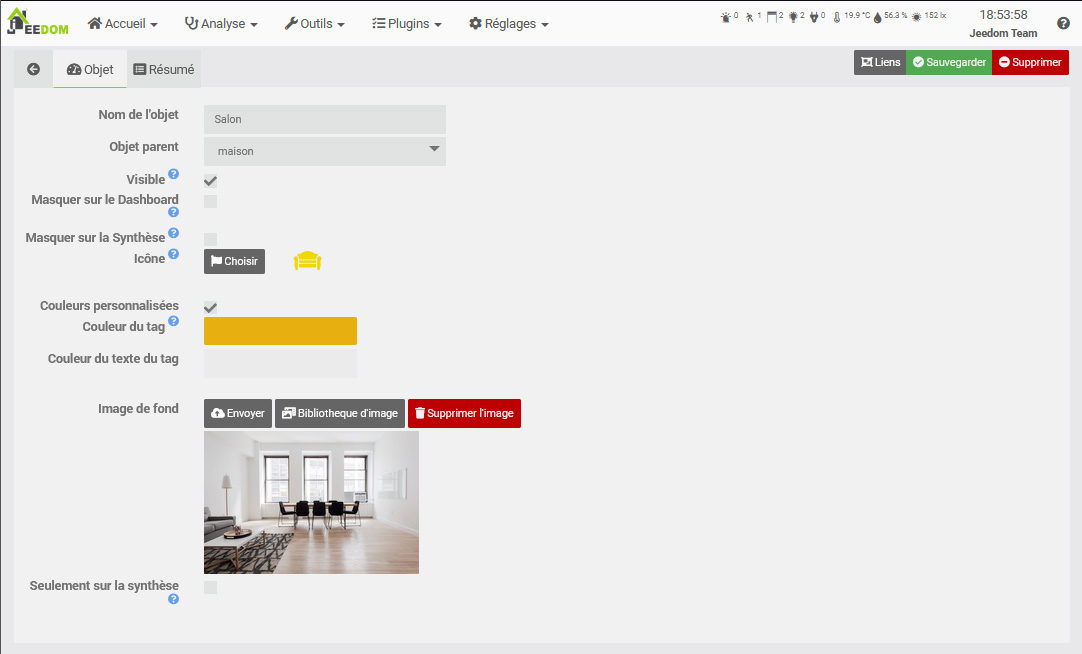 JEEDOM Accueil Analyse Outils Plugins Réglages 0 1 2 2 0 19.9 °C 56.3 % 152 lx 18:53:58
Jeedom Team
Objet Résumé Liens Sauvegarder Supprimer
Nom de l'objet Salon
Objet parent maison
Visible
Masquer sur le Dashboard
Masquer sur la Synthèse
Icône Choisir
Couleurs personnalisées
Couleur du tag
Couleur du texte du tag
Image de fond Envoyer Bibliotheque d'image Supprimer l'image
Seulement sur la synthèse